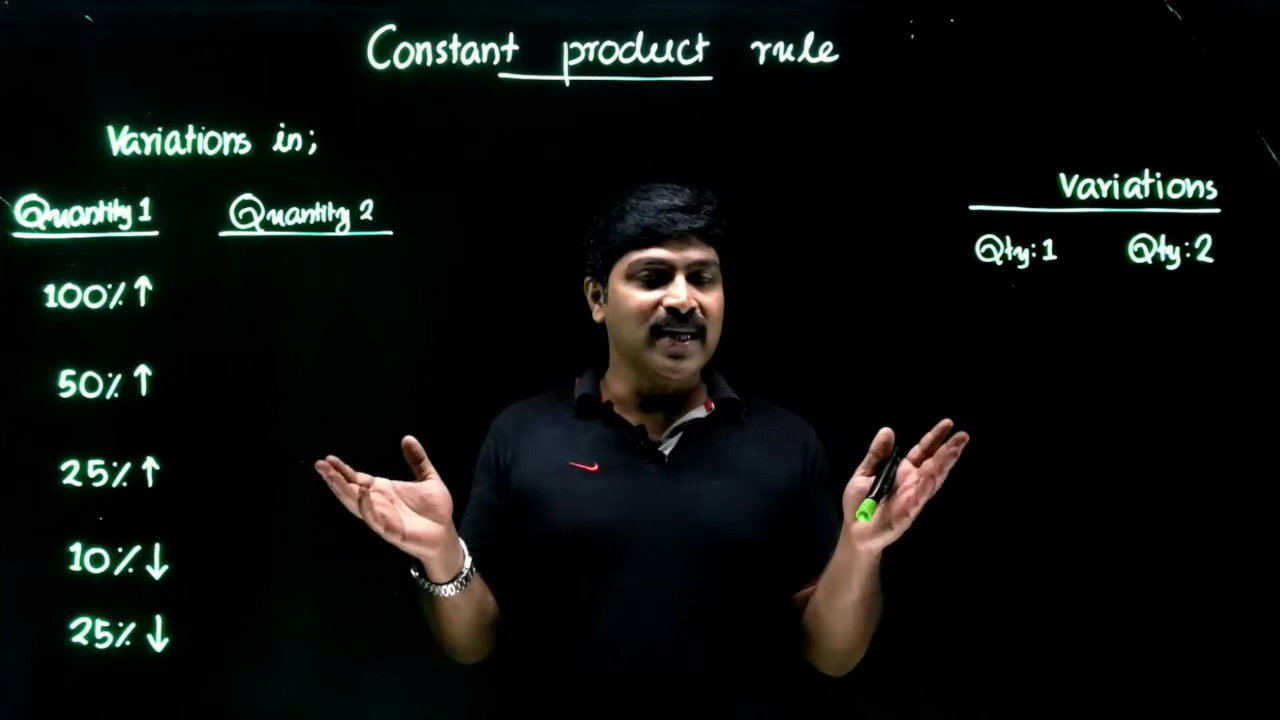 Constant product rule
Variations in;
Quantity 1 Quantity 2
100% ↑
50% ↑
25% ↑
10% ↓
25% ↓
Variations
Qty:1 Qty:2